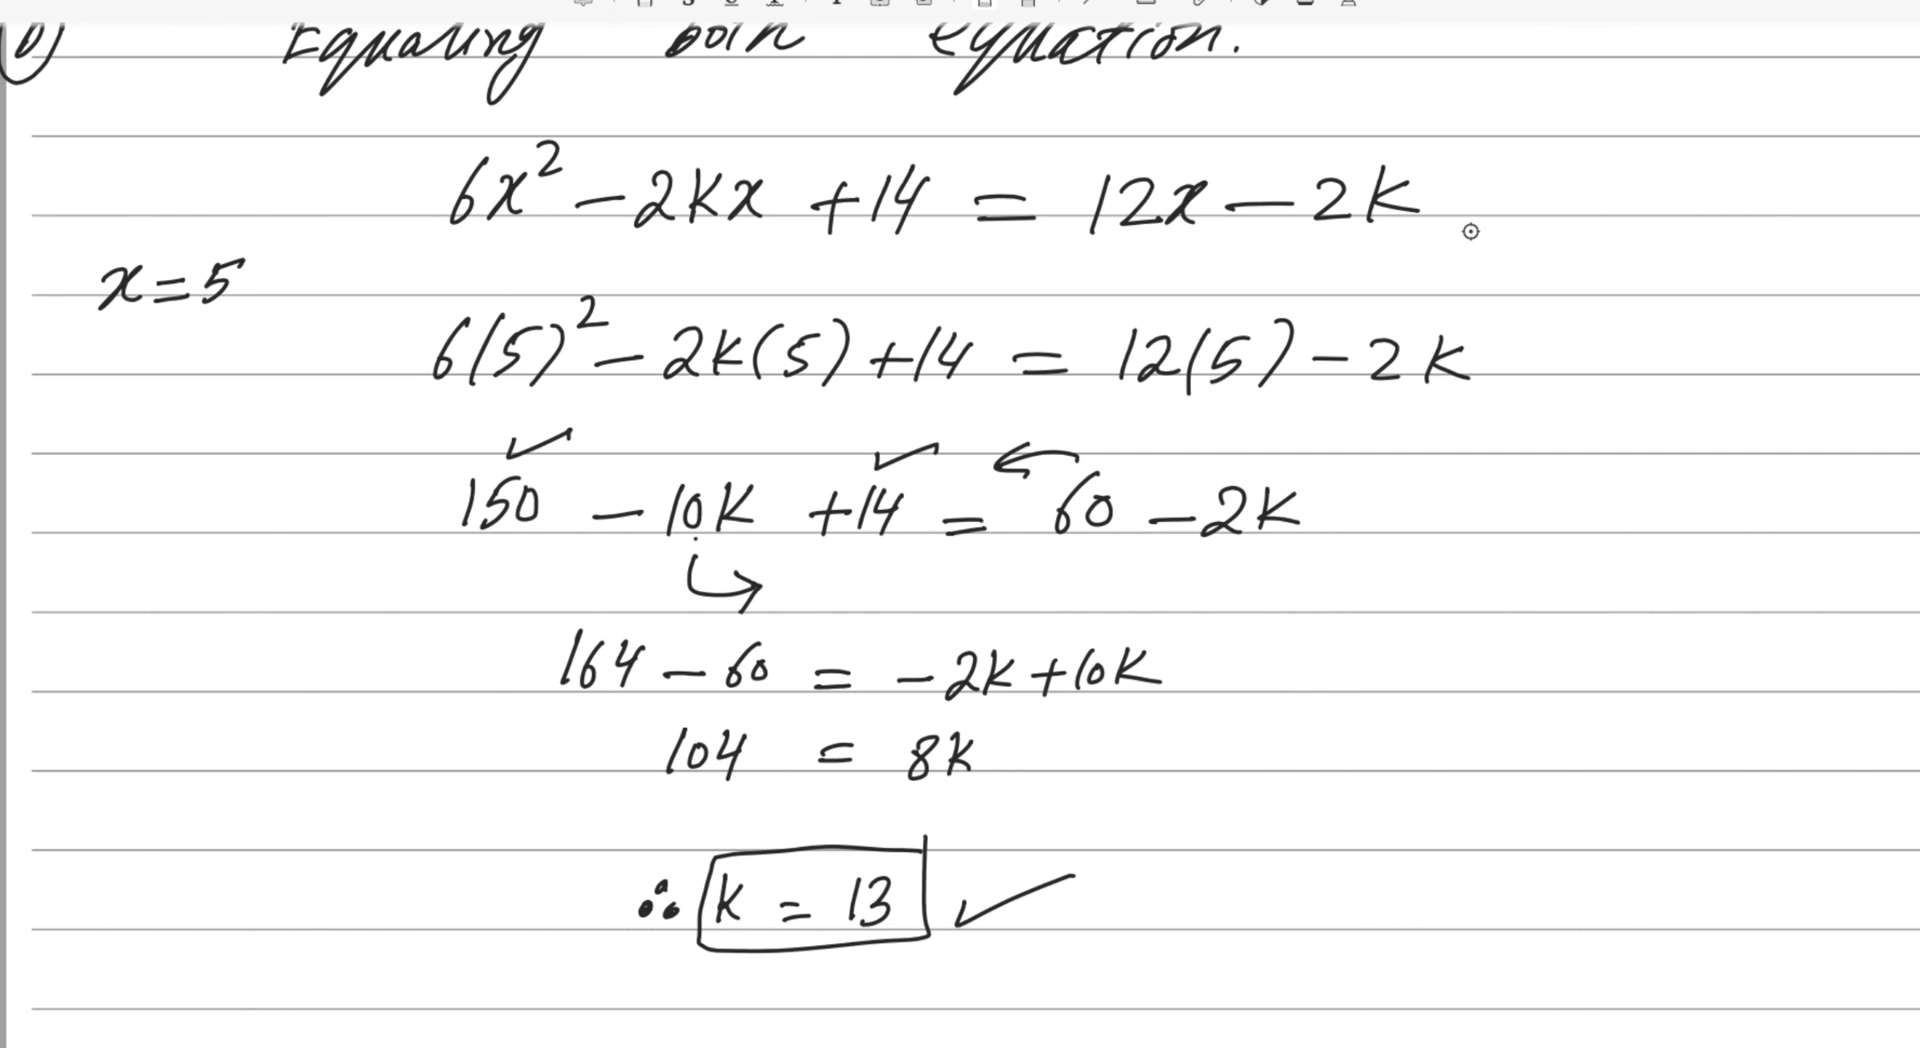 b) Equating both equation.
6x² - 2kx + 14 = 12x - 2k
x = 5
6(5)² - 2k(5) + 14 = 12(5) - 2k
150 - 10k + 14 = 60 - 2k
164 - 60 = -2k + 10k
104 = 8k
∴ k = 13